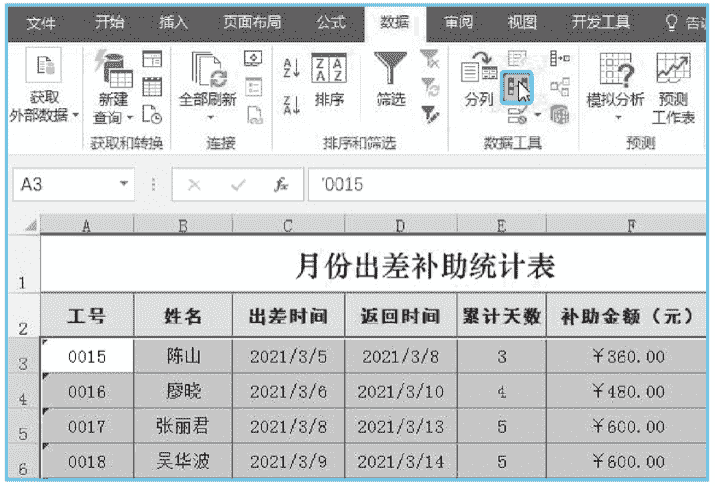 文件 开始 插入 页面布局 公式 数据 审阅 视图 开发工具
获取
外部数据
新建
查询
全部刷新
排序
筛选
分列
模拟分析
预测
工作表
获取和转换 连接 排序和筛选 数据工具 预测
A3 fx '0015
A B C D E F
1 月份出差补助统计表
2 工号 姓名 出差时间 返回时间 累计天数 补助金额（元）
3 0015 陈山 2021/3/5 2021/3/8 3 ￥360.00
4 0016 廖晓 2021/3/6 2021/3/10 4 ￥480.00
5 0017 张丽君 2021/3/8 2021/3/13 5 ￥600.00
6 0018 吴华波 2021/3/9 2021/3/14 5 ￥600.00